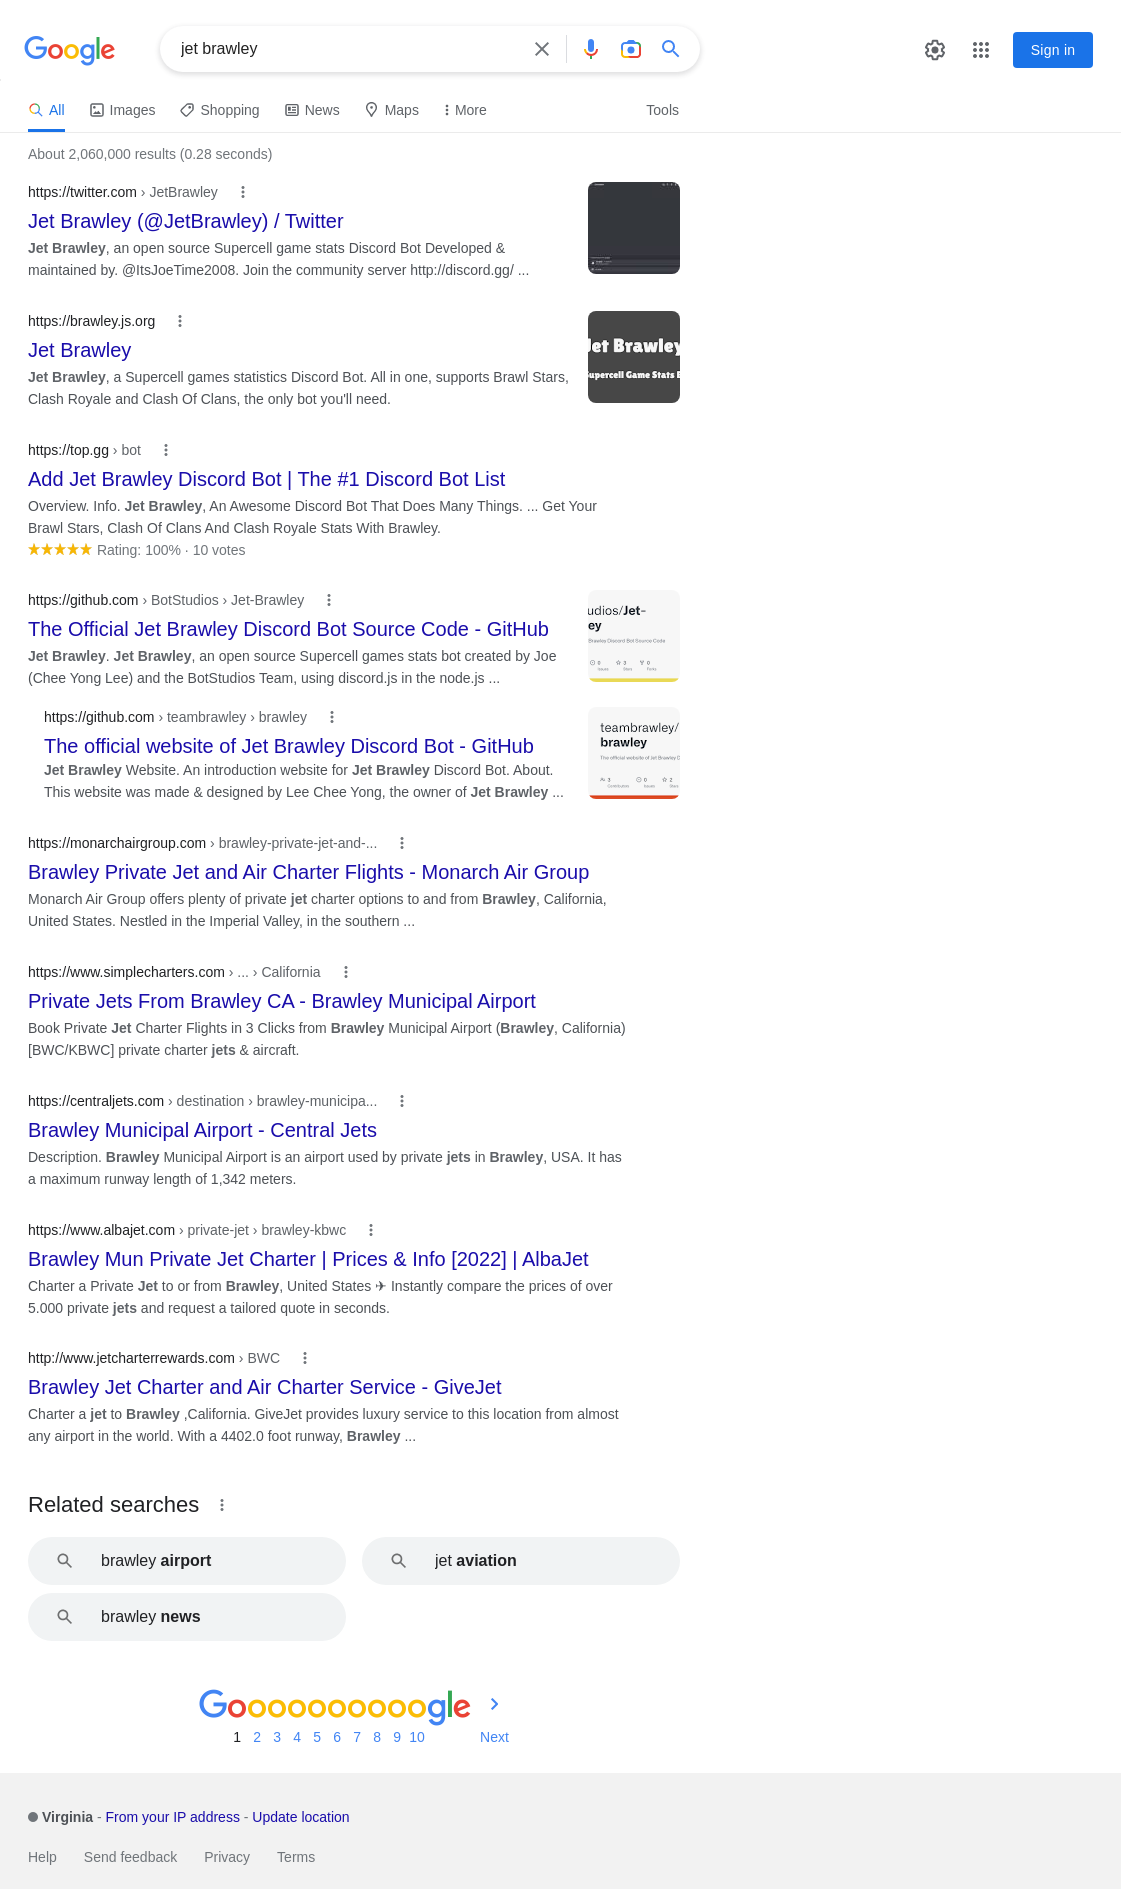 Google
jet brawley
Sign in
All
Images
Shopping
News
Maps
More
Tools
About 2,060,000 results (0.28 seconds)
https://twitter.com › JetBrawley
Jet Brawley (@JetBrawley) / Twitter
Jet Brawley, an open source Supercell game stats Discord Bot Developed &
maintained by. @ItsJoeTime2008. Join the community server http://discord.gg/ ...
https://brawley.js.org
Jet Brawley
Jet Brawley, a Supercell games statistics Discord Bot. All in one, supports Brawl Stars,
Clash Royale and Clash Of Clans, the only bot you'll need.
Jet Brawley
Supercell Game Stats B
https://top.gg › bot
Add Jet Brawley Discord Bot | The #1 Discord Bot List
Overview. Info. Jet Brawley, An Awesome Discord Bot That Does Many Things. ... Get Your
Brawl Stars, Clash Of Clans And Clash Royale Stats With Brawley.
Rating: 100% · 10 votes
https://github.com › BotStudios › Jet-Brawley
The Official Jet Brawley Discord Bot Source Code - GitHub
Jet Brawley. Jet Brawley, an open source Supercell games stats bot created by Joe
(Chee Yong Lee) and the BotStudios Team, using discord.js in the node.js ...
udios/Jet-
ey
Brawley Discord Bot Source Code
0 3 0
Issues Stars Forks
https://github.com › teambrawley › brawley
The official website of Jet Brawley Discord Bot - GitHub
Jet Brawley Website. An introduction website for Jet Brawley Discord Bot. About.
This website was made & designed by Lee Chee Yong, the owner of Jet Brawley ...
teambrawley/
brawley
The official website of Jet Brawley D
3 0 2
Contributors Issues Stars
https://monarchairgroup.com › brawley-private-jet-and-...
Brawley Private Jet and Air Charter Flights - Monarch Air Group
Monarch Air Group offers plenty of private jet charter options to and from Brawley, California,
United States. Nestled in the Imperial Valley, in the southern ...
https://www.simplecharters.com › ... › California
Private Jets From Brawley CA - Brawley Municipal Airport
Book Private Jet Charter Flights in 3 Clicks from Brawley Municipal Airport (Brawley, California)
[BWC/KBWC] private charter jets & aircraft.
https://centraljets.com › destination › brawley-municipa...
Brawley Municipal Airport - Central Jets
Description. Brawley Municipal Airport is an airport used by private jets in Brawley, USA. It has
a maximum runway length of 1,342 meters.
https://www.albajet.com › private-jet › brawley-kbwc
Brawley Mun Private Jet Charter | Prices & Info [2022] | AlbaJet
Charter a Private Jet to or from Brawley, United States ✈ Instantly compare the prices of over
5.000 private jets and request a tailored quote in seconds.
http://www.jetcharterrewards.com › BWC
Brawley Jet Charter and Air Charter Service - GiveJet
Charter a jet to Brawley ,California. GiveJet provides luxury service to this location from almost
any airport in the world. With a 4402.0 foot runway, Brawley ...
Related searches
brawley airport
jet aviation
brawley news
Goooooooooogle
1 2 3 4 5 6 7 8 9 10 Next
Virginia - From your IP address - Update location
Help Send feedback Privacy Terms